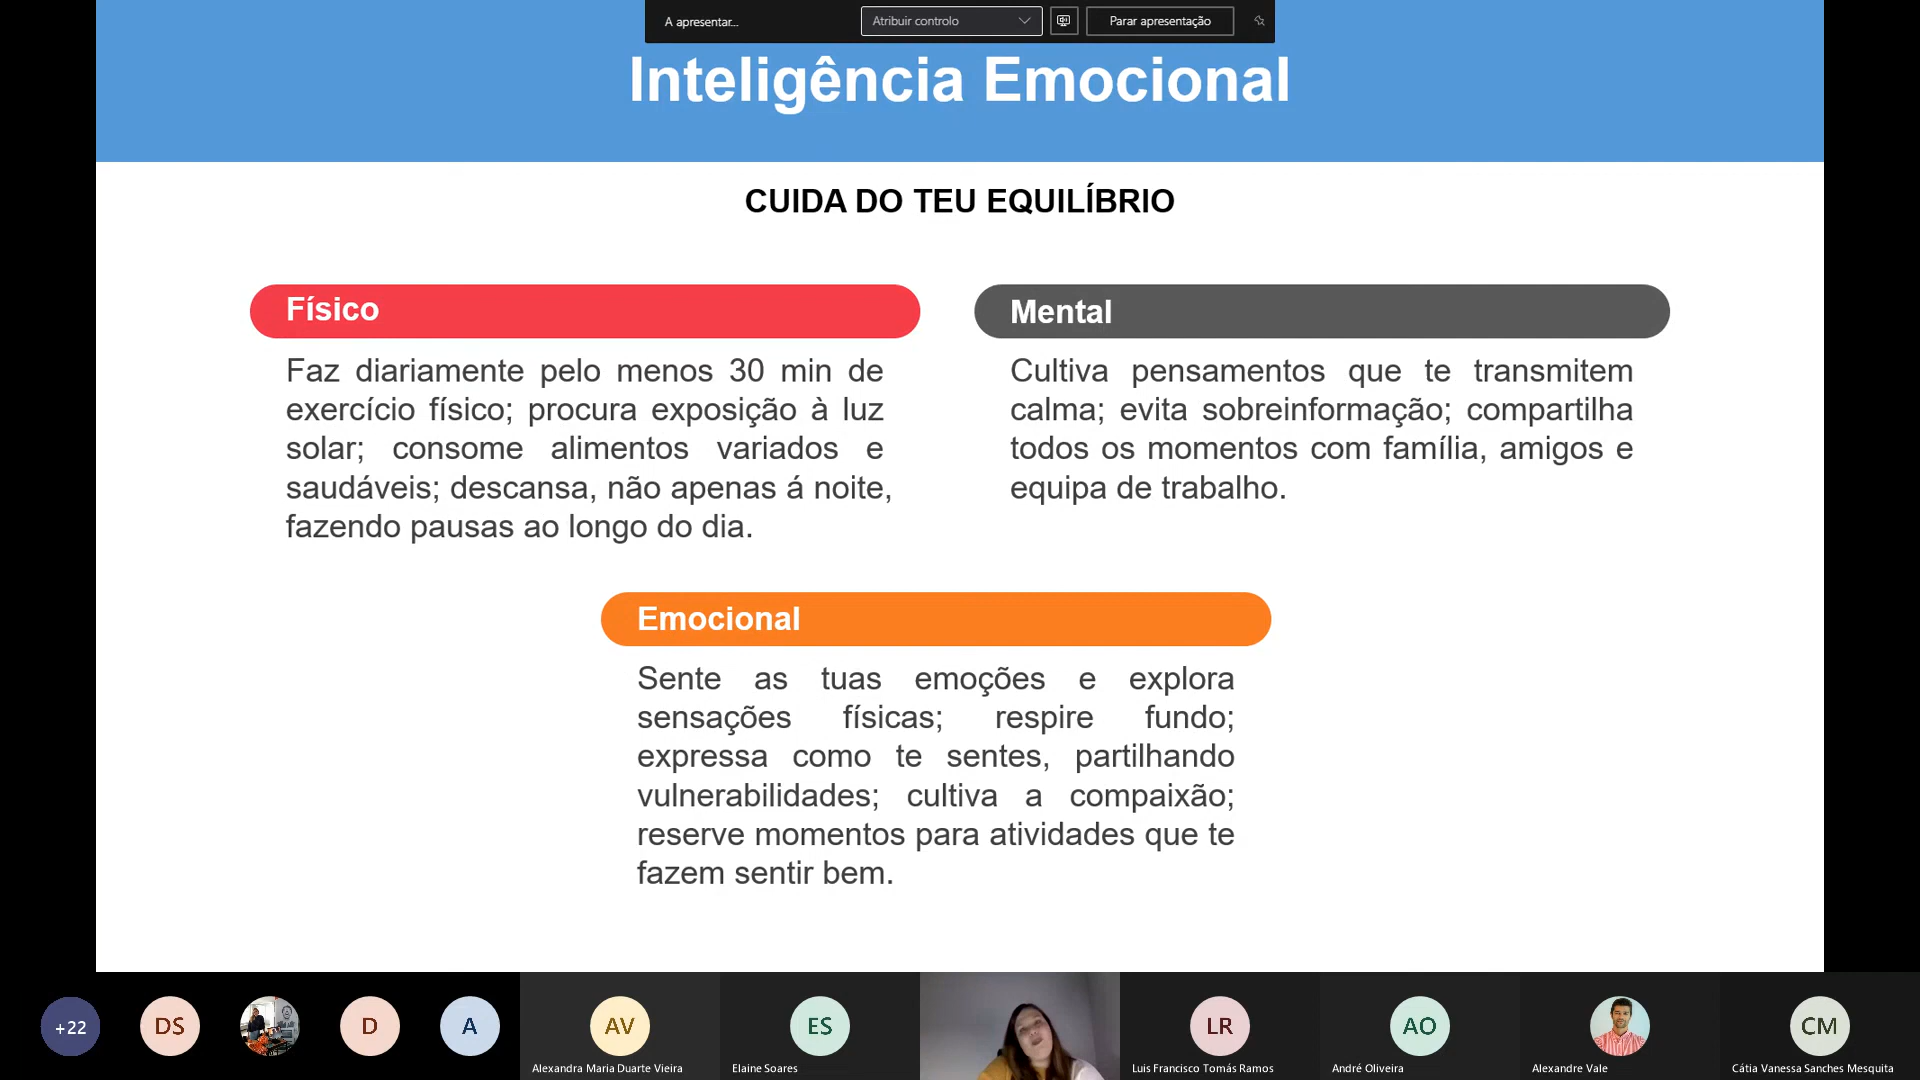 A apresentar...
Atribuir controlo
Parar apresentação
Inteligência Emocional
CUIDA DO TEU EQUILÍBRIO
Físico
Faz diariamente pelo menos 30 min de
exercício físico; procura exposição à luz
solar; consome alimentos variados e
saudáveis; descansa, não apenas á noite,
fazendo pausas ao longo do dia.
Mental
Cultiva pensamentos que te transmitem
calma; evita sobreinformação; compartilha
todos os momentos com família, amigos e
equipa de trabalho.
Emocional
Sente as tuas emoções e explora
sensações físicas; respire fundo;
expressa como te sentes, partilhando
vulnerabilidades; cultiva a compaixão;
reserve momentos para atividades que te
fazem sentir bem.
+22
DS
D
A
AV
Alexandra Maria Duarte Vieira
ES
Elaine Soares
LR
Luis Francisco Tomás Ramos
AO
André Oliveira
Alexandre Vale
CM
Cátia Vanessa Sanches Mesquita